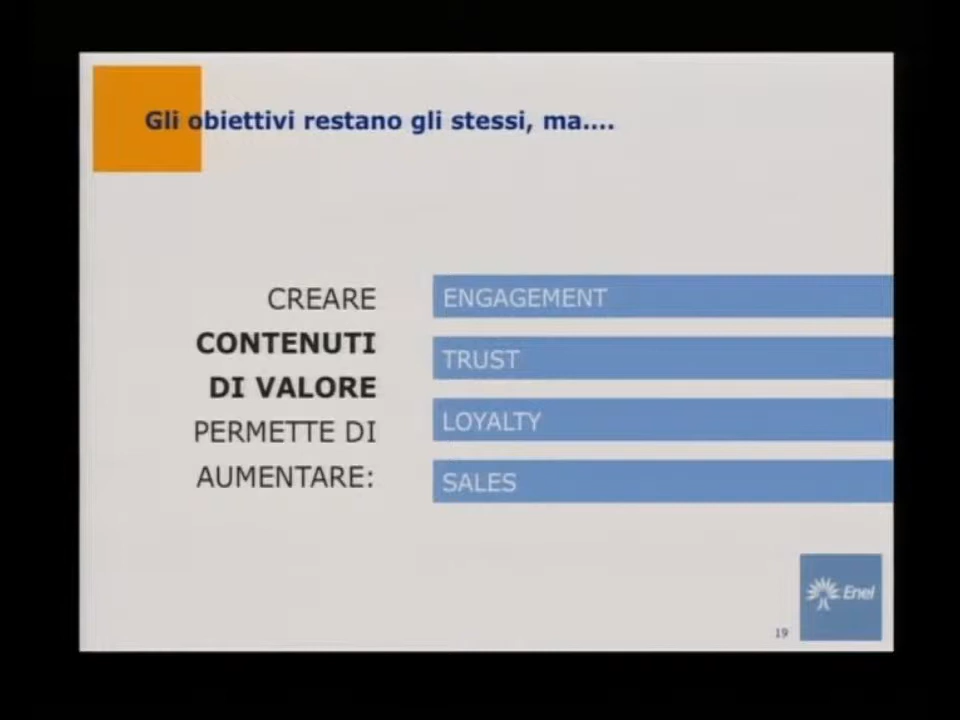 Gli obiettivi restano gli stessi, ma....
CREARE
CONTENUTI
DI VALORE
PERMETTE DI
AUMENTARE:
ENGAGEMENT
TRUST
LOYALTY
SALES
Enel
19